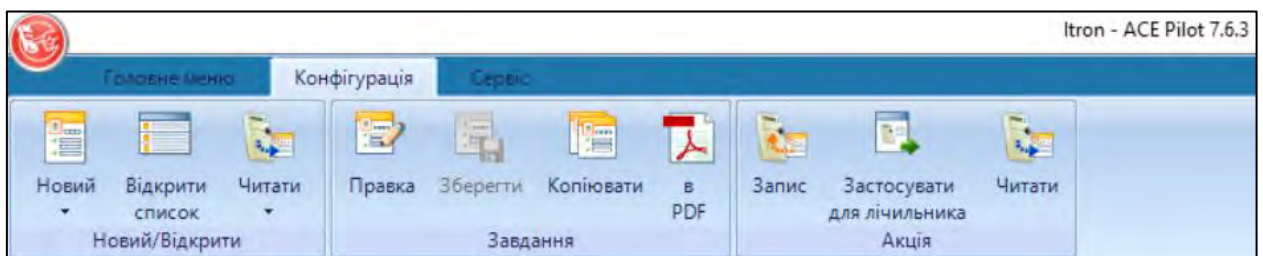 Itron - ACE Pilot 7.6.3
Головне меню Конфігурація Сервіс
Новий Відкрити список Читати Правка Зберегти Копіювати в PDF Запис Застосувати для лічильника Читати
Новий/Відкрити Завдання Акція